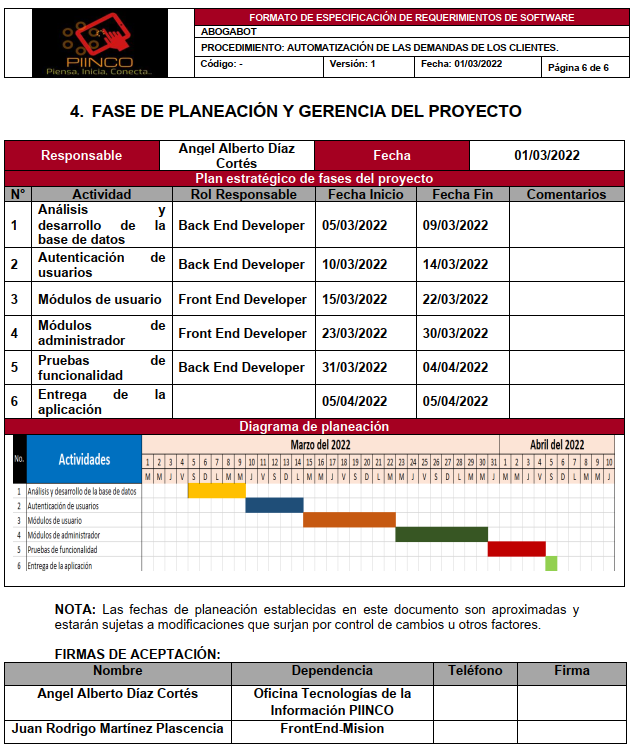 PIINCO
Piensa. Inicia. Conecta..
FORMATO DE ESPECIFICACIÓN DE REQUERIMIENTOS DE SOFTWARE
ABOGABOT
PROCEDIMIENTO: AUTOMATIZACIÓN DE LAS DEMANDAS DE LOS CLIENTES.
Código: - Versión: 1 Fecha: 01/03/2022 Página 6 de 6
4. FASE DE PLANEACIÓN Y GERENCIA DEL PROYECTO
Responsable Angel Alberto Díaz Cortés Fecha 01/03/2022
Plan estratégico de fases del proyecto
N° Actividad Rol Responsable Fecha Inicio Fecha Fin Comentarios
1 Análisis y desarrollo de la base de datos Back End Developer 05/03/2022 09/03/2022
2 Autenticación de usuarios Back End Developer 10/03/2022 14/03/2022
3 Módulos de usuario Front End Developer 15/03/2022 22/03/2022
4 Módulos de administrador Front End Developer 23/03/2022 30/03/2022
5 Pruebas de funcionalidad Back End Developer 31/03/2022 04/04/2022
6 Entrega de la aplicación 05/04/2022 05/04/2022
Diagrama de planeación
No. Actividades Marzo del 2022 Abril del 2022
1 2 3 4 5 6 7 8 9 10 11 12 13 14 15 16 17 18 19 20 21 22 23 24 25 26 27 28 29 30 31 1 2 3 4 5 6 7 8 9 10
M M J V S D L M M J V S D L M M J V S D L M M J V S D L M M J V S D L M M J V S D
1 Análisis y desarrollo de la base de datos
2 Autenticación de usuarios
3 Módulos de usuario
4 Módulos de administrador
5 Pruebas de funcionalidad
6 Entrega de la aplicación
NOTA: Las fechas de planeación establecidas en este documento son aproximadas y
estarán sujetas a modificaciones que surjan por control de cambios u otros factores.
FIRMAS DE ACEPTACIÓN:
Nombre Dependencia Teléfono Firma
Angel Alberto Díaz Cortés Oficina Tecnologías de la Información PIINCO
Juan Rodrigo Martínez Plascencia FrontEnd-Mision